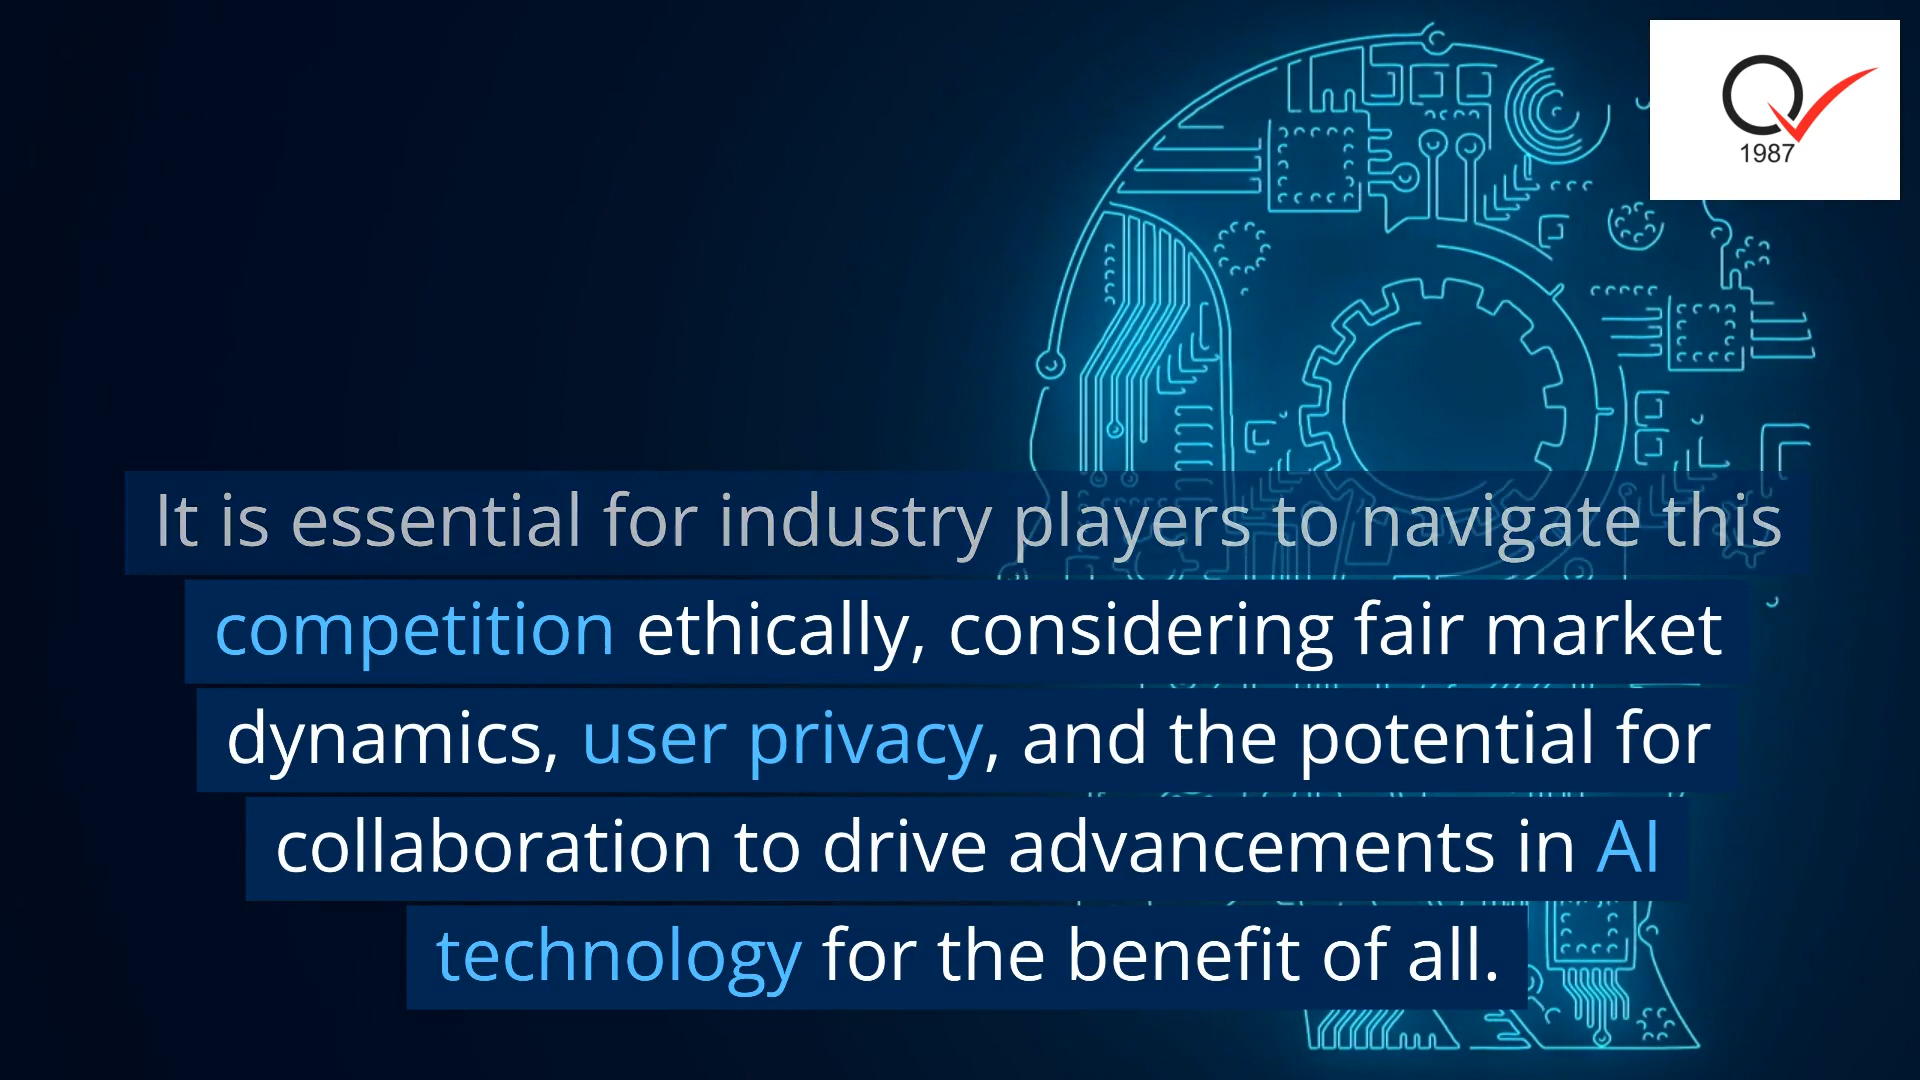 Q
1987
It is essential for industry players to navigate this
competition ethically, considering fair market
dynamics, user privacy, and the potential for
collaboration to drive advancements in AI
technology for the benefit of all.